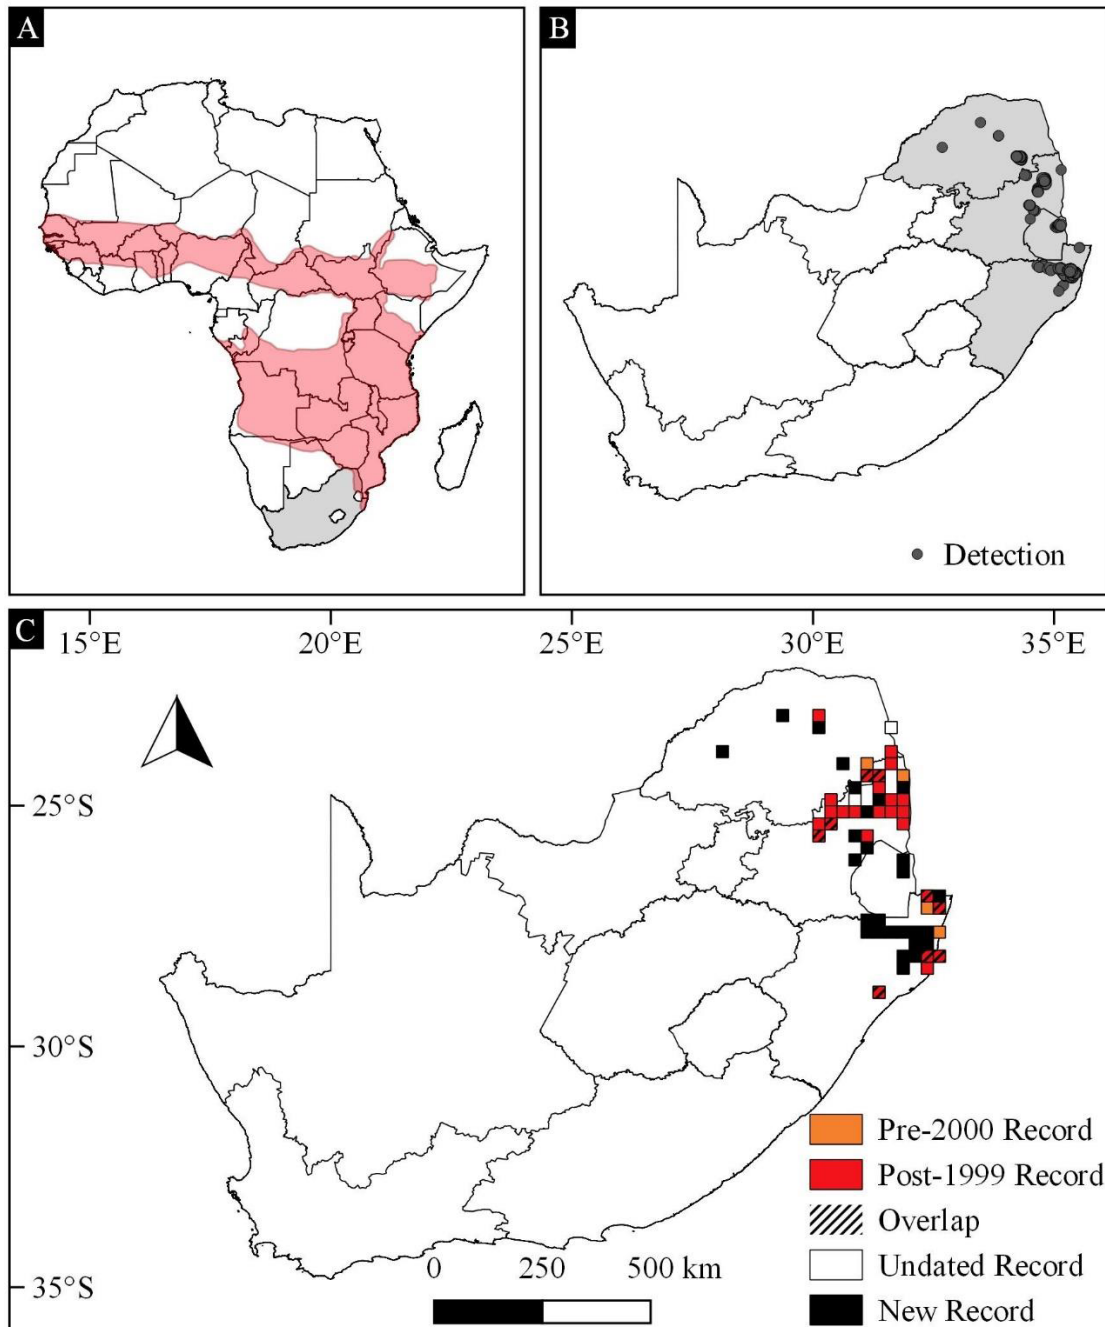 A
B
Detection
C
15°E 20°E 25°E 30°E 35°E
25°S
30°S
35°S
0 250 500 km
Pre-2000 Record
Post-1999 Record
Overlap
Undated Record
New Record